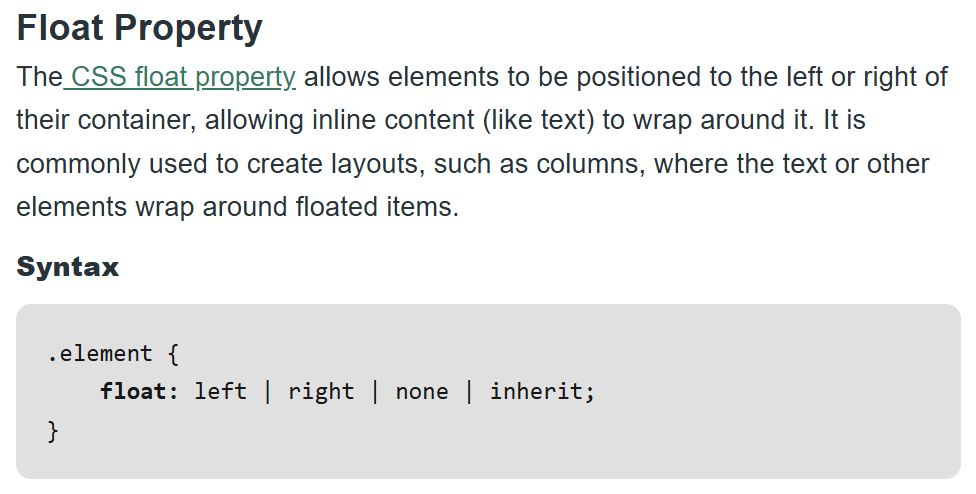 Float Property
The CSS float property allows elements to be positioned to the left or right of
their container, allowing inline content (like text) to wrap around it. It is
commonly used to create layouts, such as columns, where the text or other
elements wrap around floated items.
Syntax
.element {
    float: left | right | none | inherit;
}